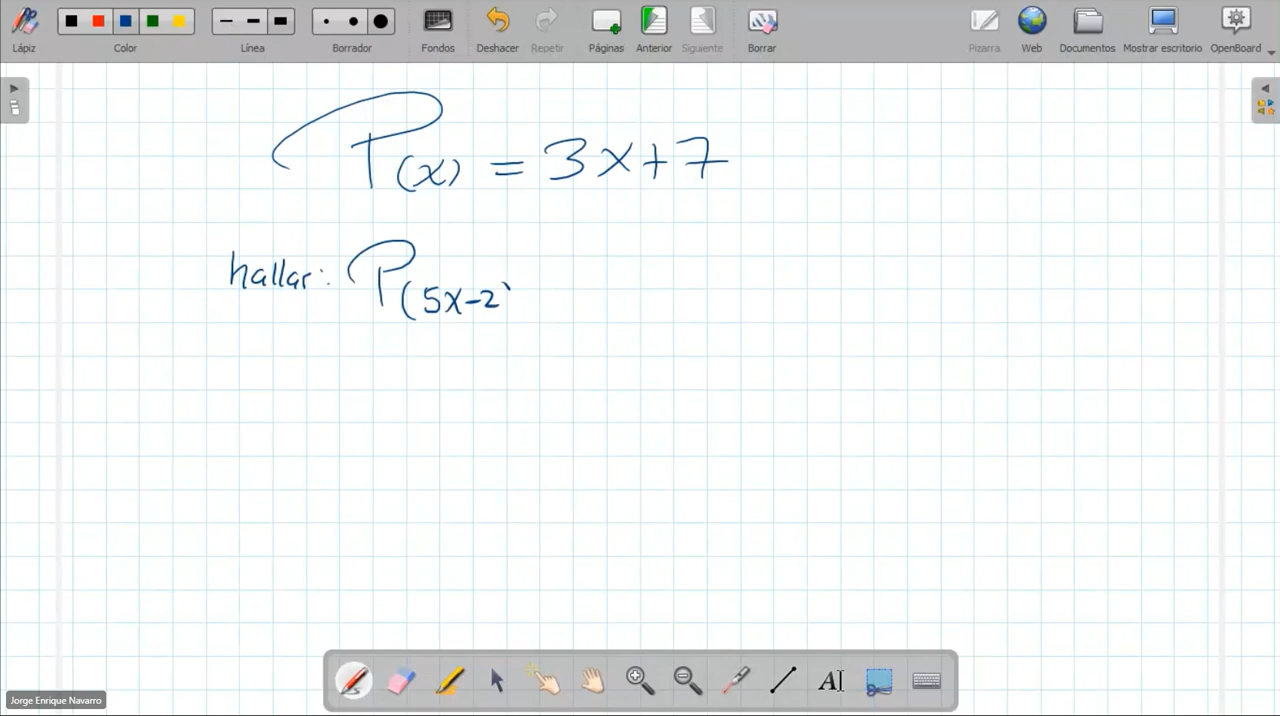 Lápiz Color Línea Borrador Fondos Deshacer Repetir Páginas Anterior Siguiente Borrar Pizarra Web Documentos Mostrar escritorio OpenBoard
P(x) = 3x+7
hallar: P(5x-2)
AI
Jorge Enrique Navarro